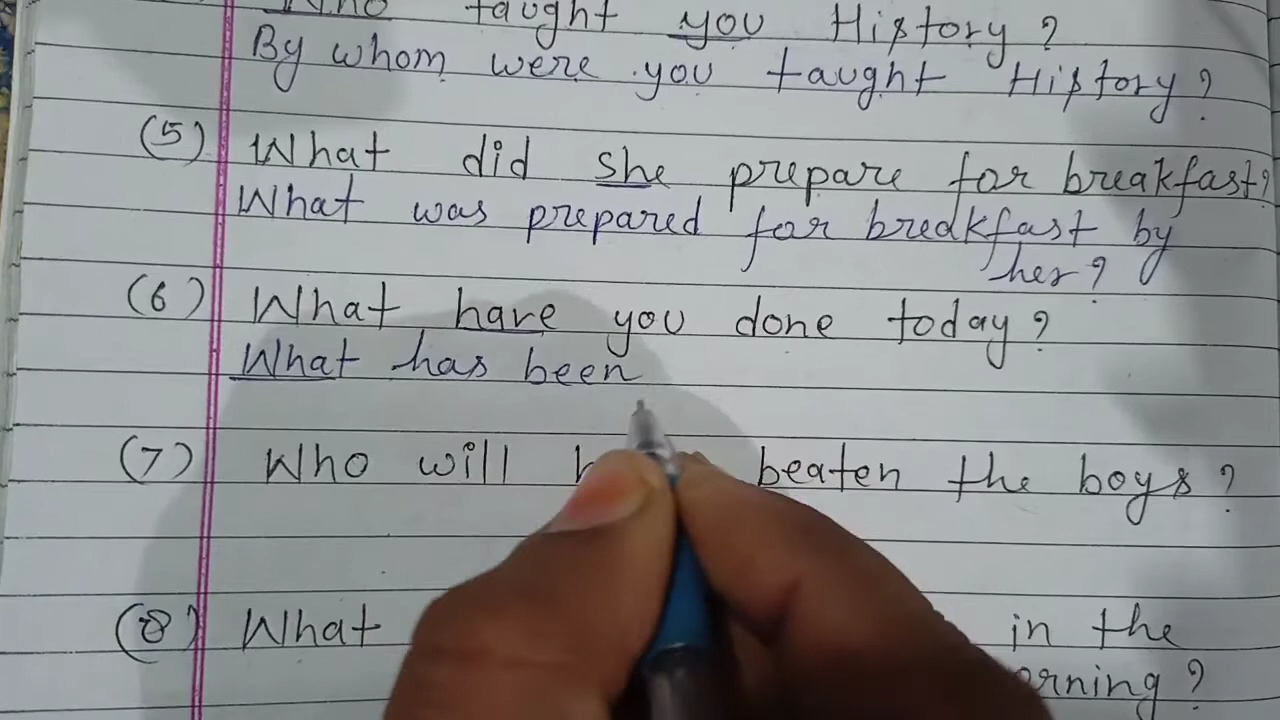 Who taught you History?
By whom were you taught History?
(5) What did she prepare for breakfast?
What was prepared for breakfast by
her?
(6) What have you done today?
What has been
(7) Who will beaten the boys?
(8) What in the
?